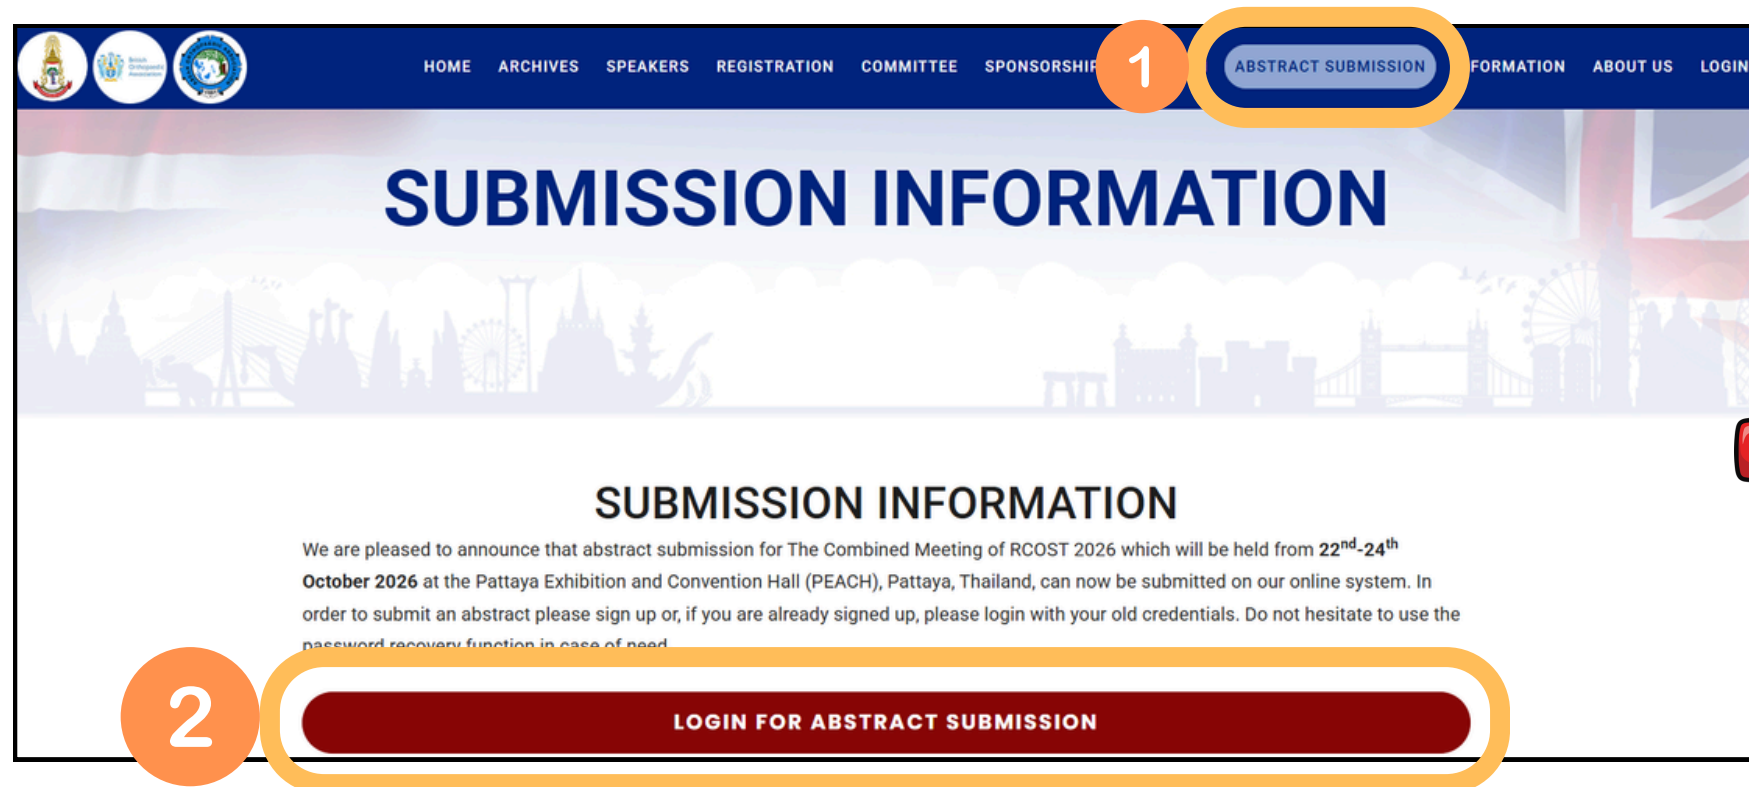 British
Orthopaedic
Association
HOME ARCHIVES SPEAKERS REGISTRATION COMMITTEE SPONSORSHIP 1 ABSTRACT SUBMISSION FORMATION ABOUT US LOGIN
SUBMISSION INFORMATION
SUBMISSION INFORMATION
We are pleased to announce that abstract submission for The Combined Meeting of RCOST 2026 which will be held from 22nd-24th
October 2026 at the Pattaya Exhibition and Convention Hall (PEACH), Pattaya, Thailand, can now be submitted on our online system. In
order to submit an abstract please sign up or, if you are already signed up, please login with your old credentials. Do not hesitate to use the
password recovery function in case of need
2 LOGIN FOR ABSTRACT SUBMISSION